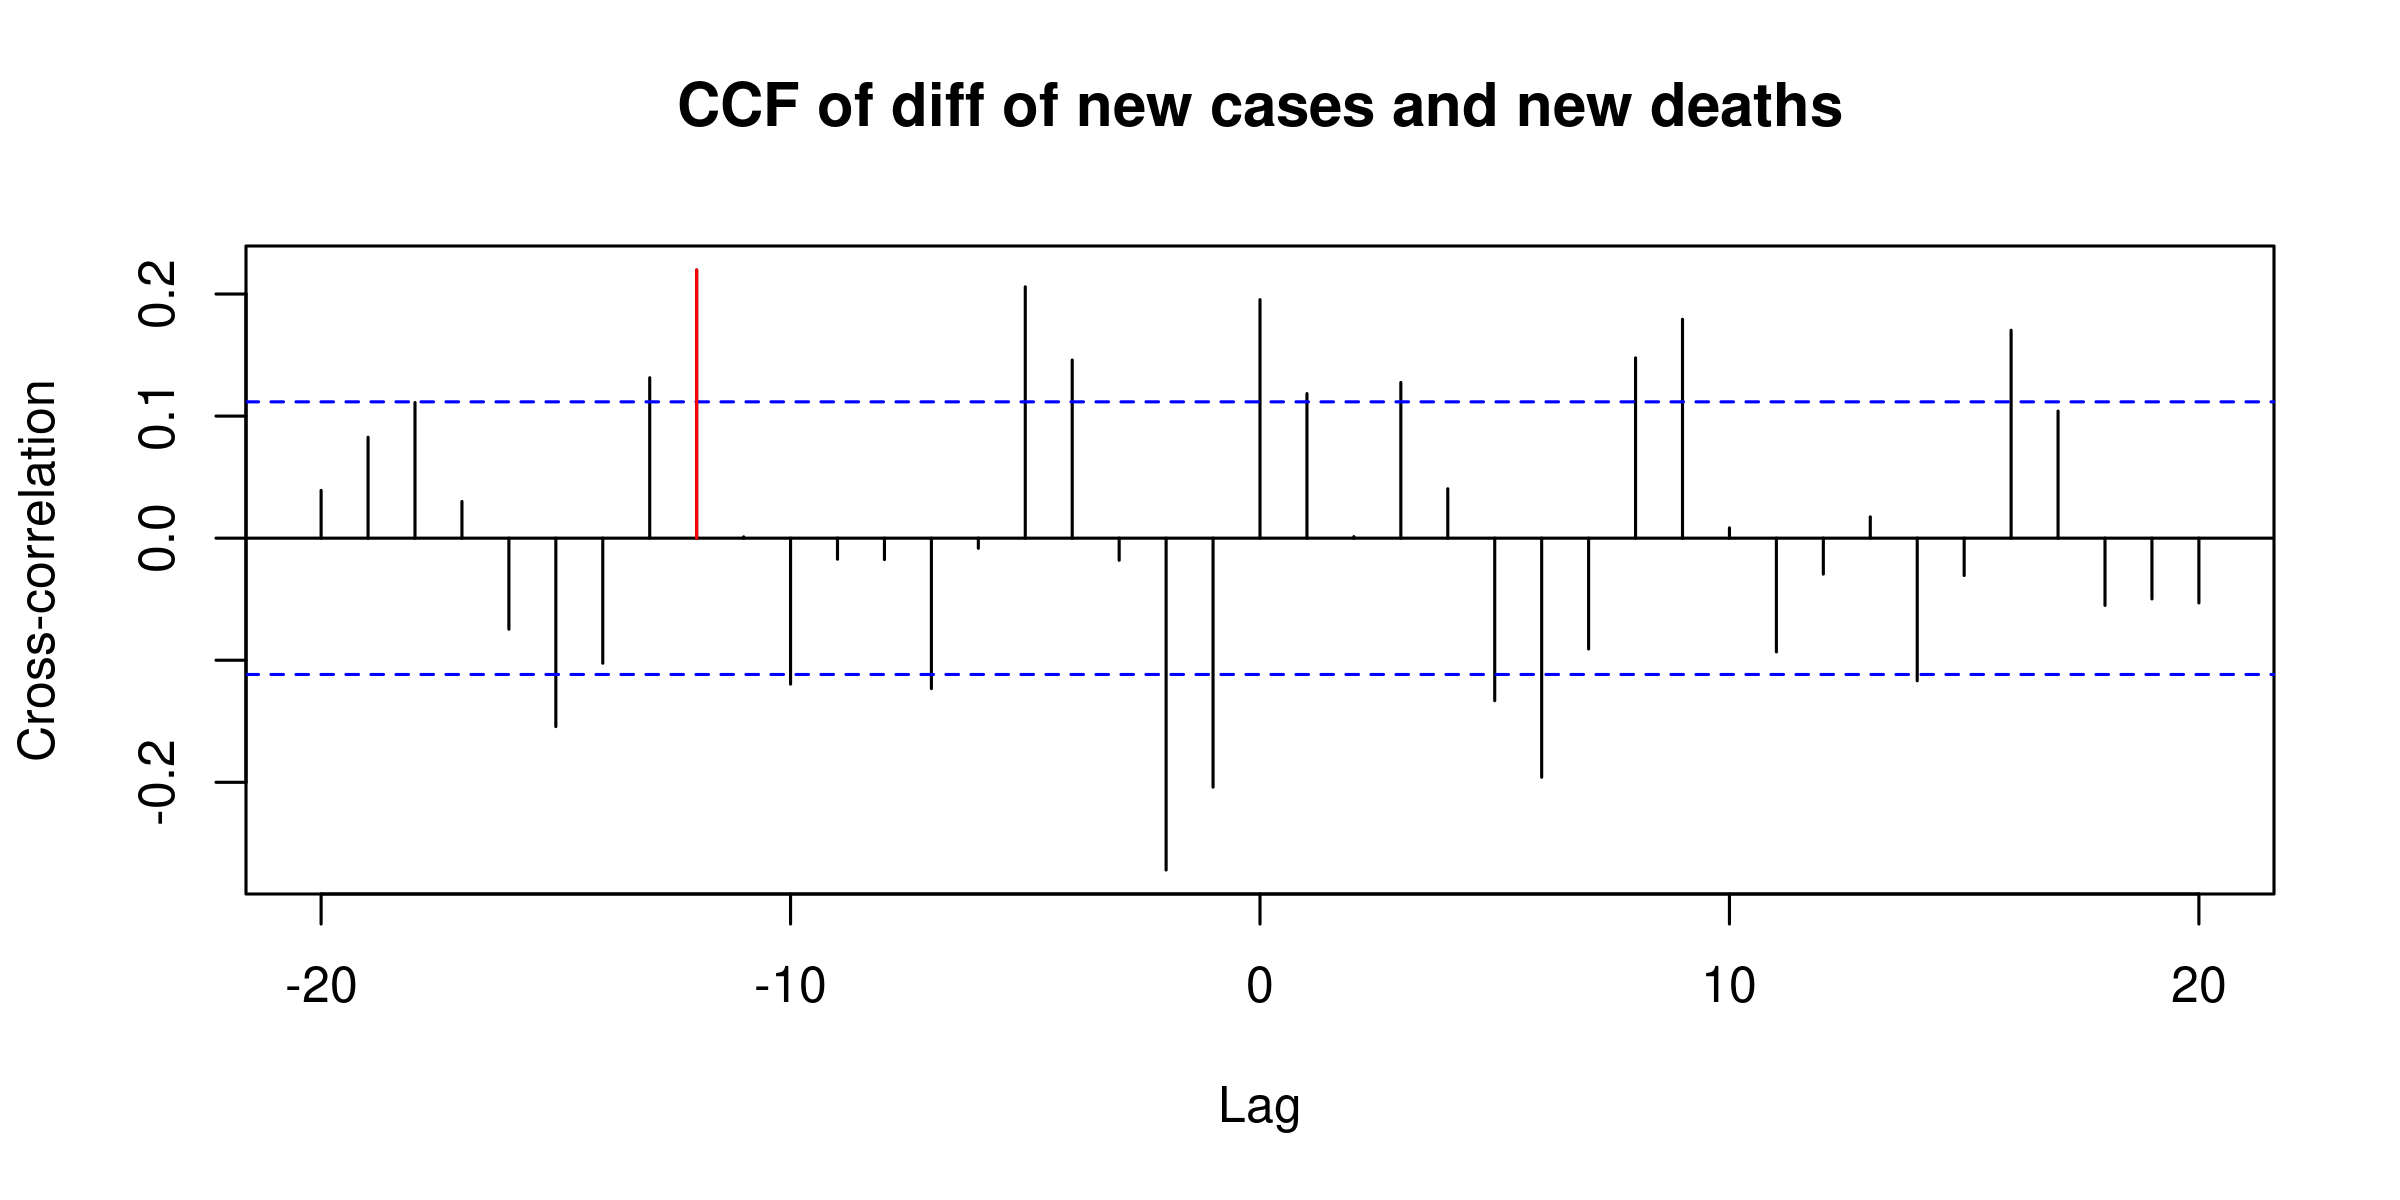 CCF of diff of new cases and new deaths
Cross-correlation
0.2
0.1
0.0
-0.2
-20 -10 0 10 20
Lag